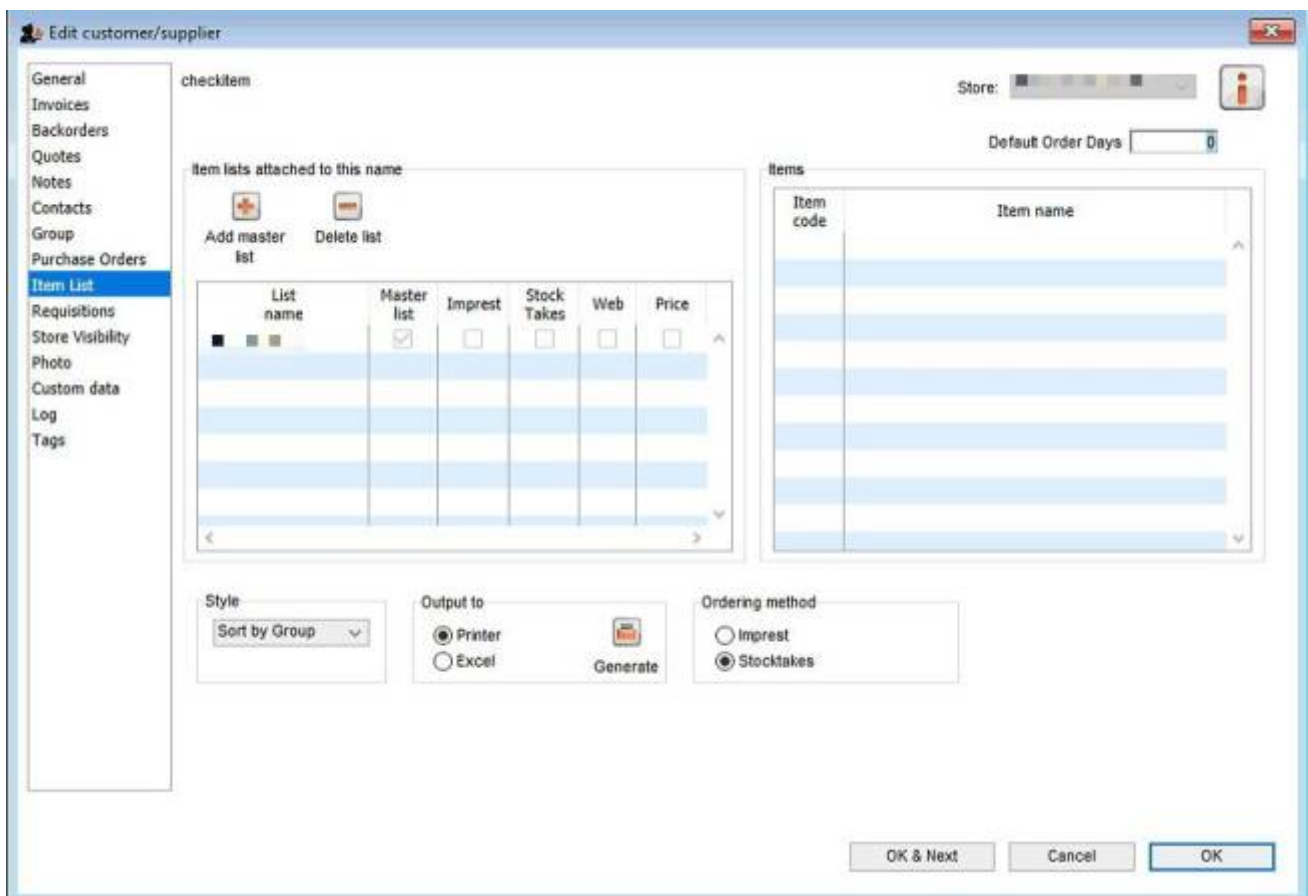 Edit customer/supplier
General
Invoices
Backorders
Quotes
Notes
Contacts
Group
Purchase Orders
Item List
Requisitions
Store Visibility
Photo
Custom data
Log
Tags
checkitem
Store:
Default Order Days 0
Item lists attached to this name
Add master
list
Delete list
List
name
Master
list
Imprest
Stock
Takes
Web
Price
Items
Item
code
Item name
Style
Sort by Group
Output to
Printer
Excel
Generate
Ordering method
Imprest
Stocktakes
OK & Next
Cancel
OK